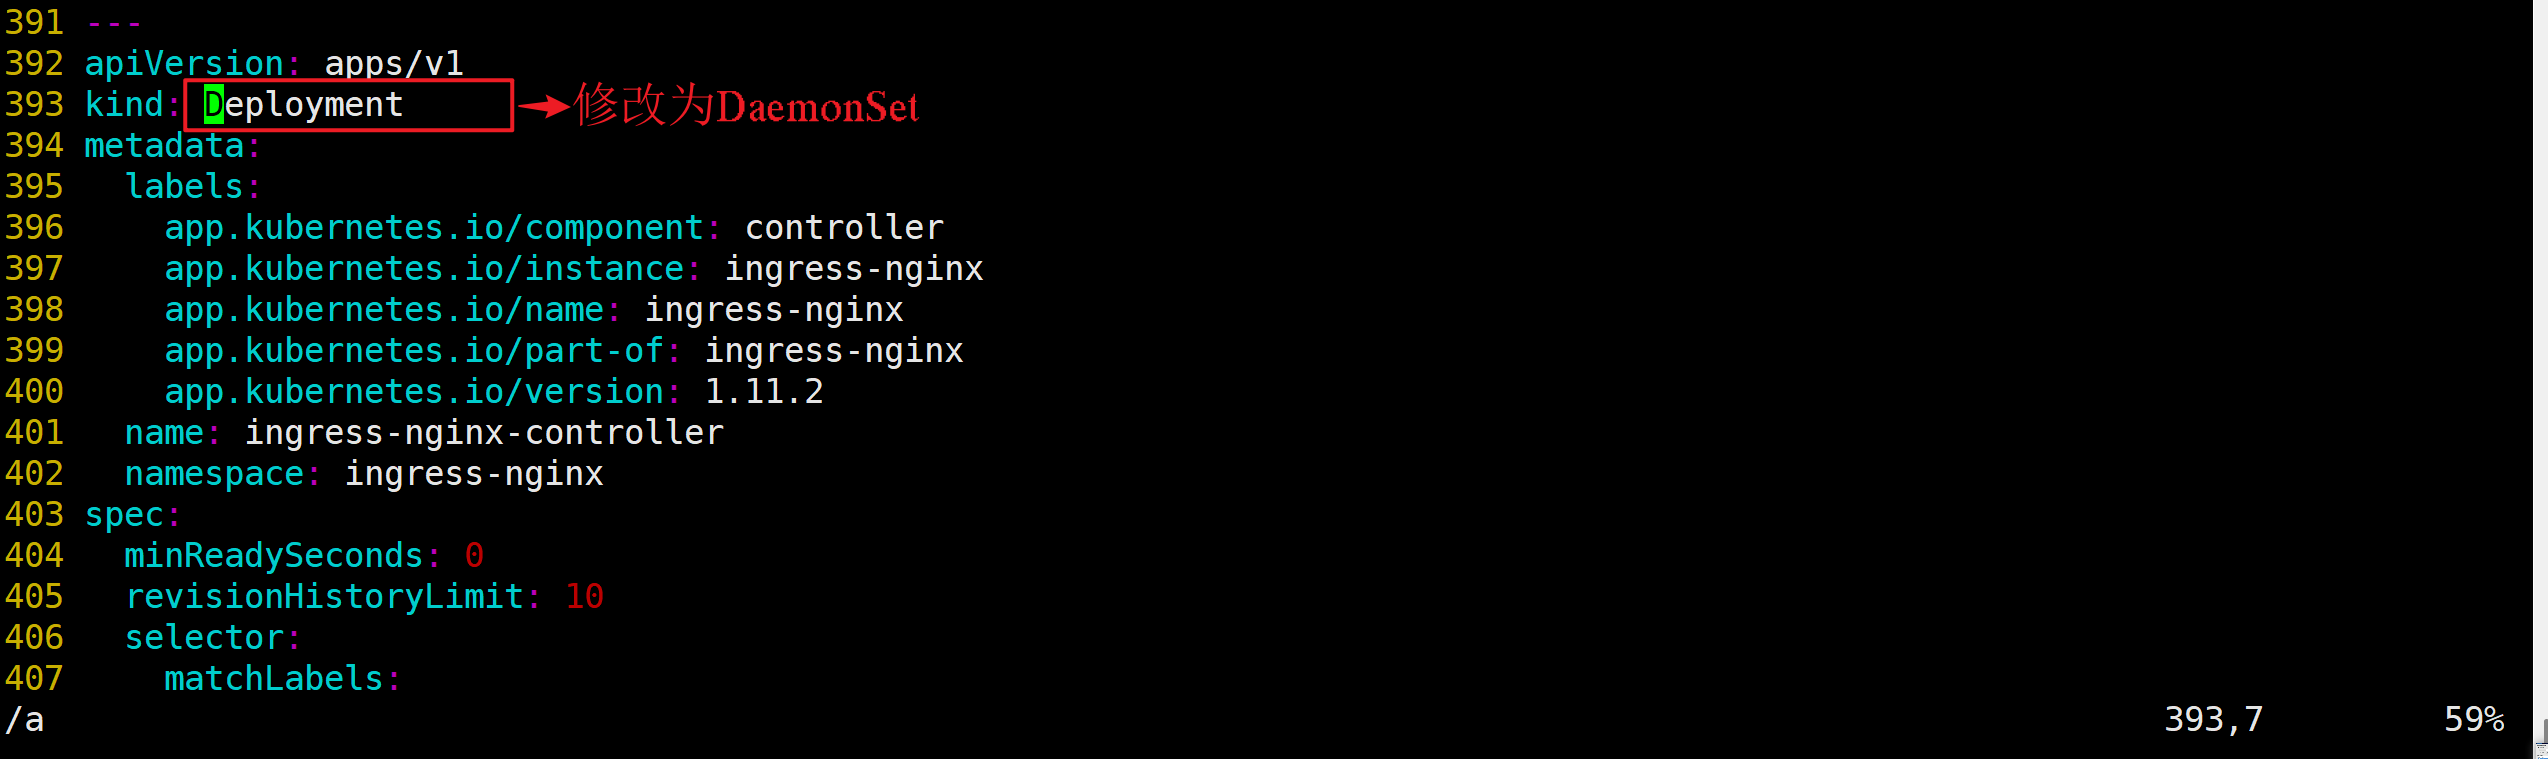 391 ---
392 apiVersion: apps/v1
393 kind: Deployment 修改为DaemonSet
394 metadata:
395   labels:
396     app.kubernetes.io/component: controller
397     app.kubernetes.io/instance: ingress-nginx
398     app.kubernetes.io/name: ingress-nginx
399     app.kubernetes.io/part-of: ingress-nginx
400     app.kubernetes.io/version: 1.11.2
401   name: ingress-nginx-controller
402   namespace: ingress-nginx
403 spec:
404   minReadySeconds: 0
405   revisionHistoryLimit: 10
406   selector:
407     matchLabels:
/a 393,7 59%